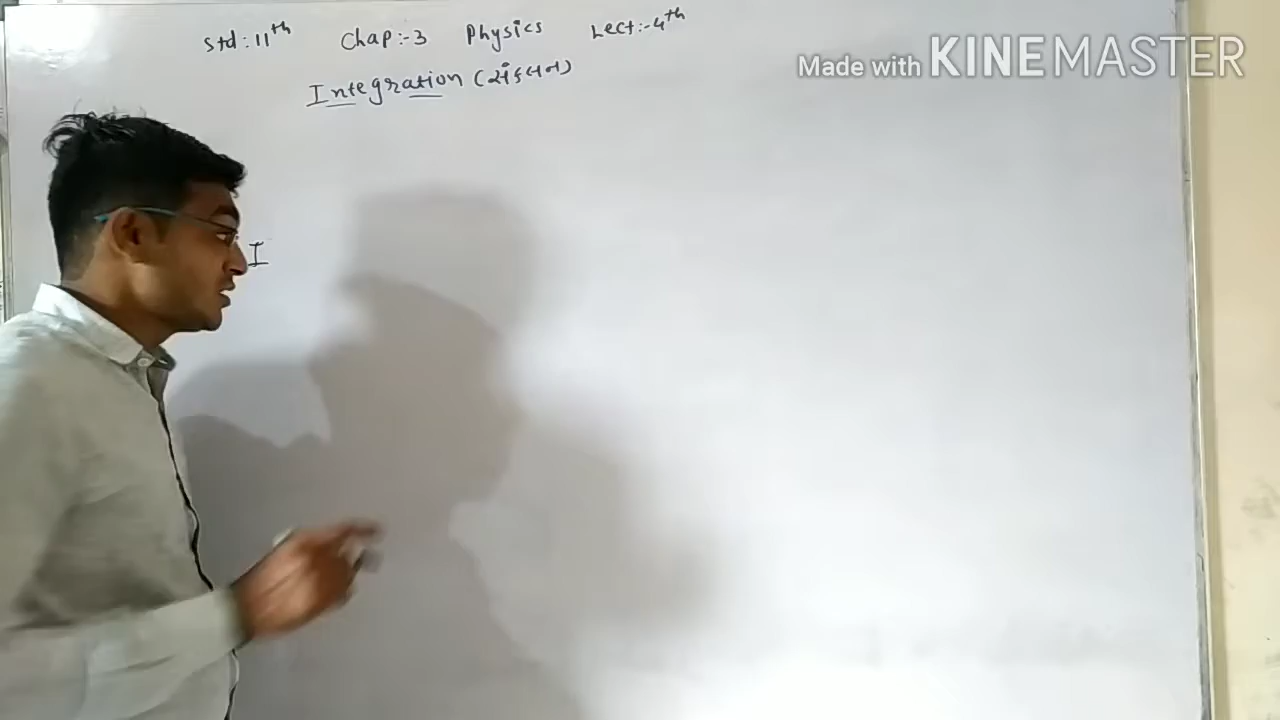 Std: 11th Chap:-3 Physics Lect:-4th
Made with KINEMASTER
Integration (સંકલન)
I